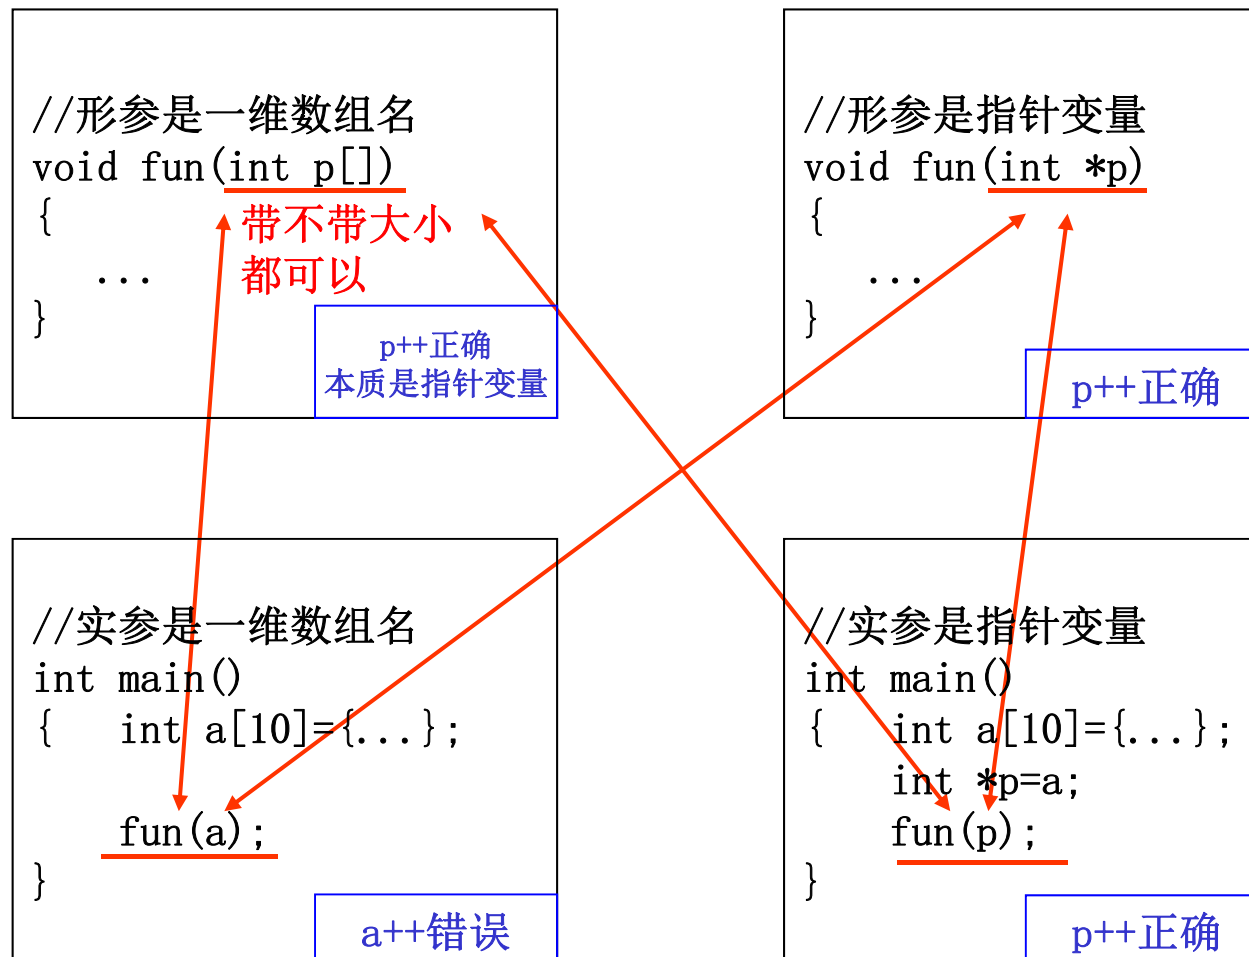 //形参是一维数组名
void fun(int p[])
{
带不带大小
... 都可以
}
p++正确
本质是指针变量
//形参是指针变量
void fun(int *p)
{
...
}
p++正确
//实参是一维数组名
int main()
{ int a[10]={...};
fun(a);
}
a++错误
//实参是指针变量
int main()
{ int a[10]={...};
int *p=a;
fun(p);
}
p++正确